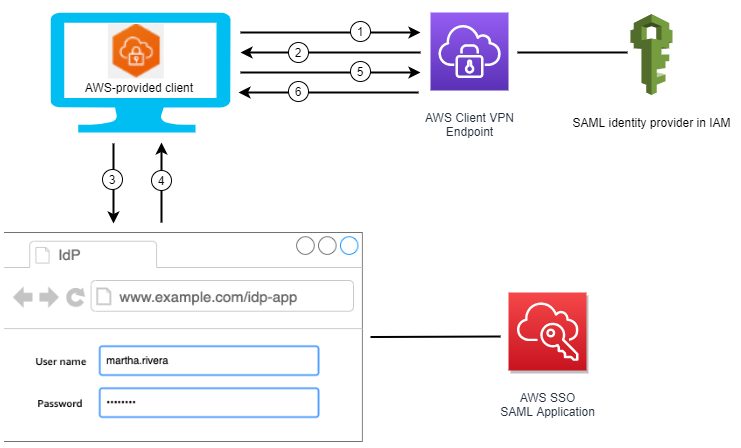 1
2
5
6
AWS-provided client
AWS Client VPN
Endpoint
SAML identity provider in IAM
3
4
IdP
www.example.com/idp-app
User name
martha.rivera
Password
••••••••
AWS SSO
SAML Application